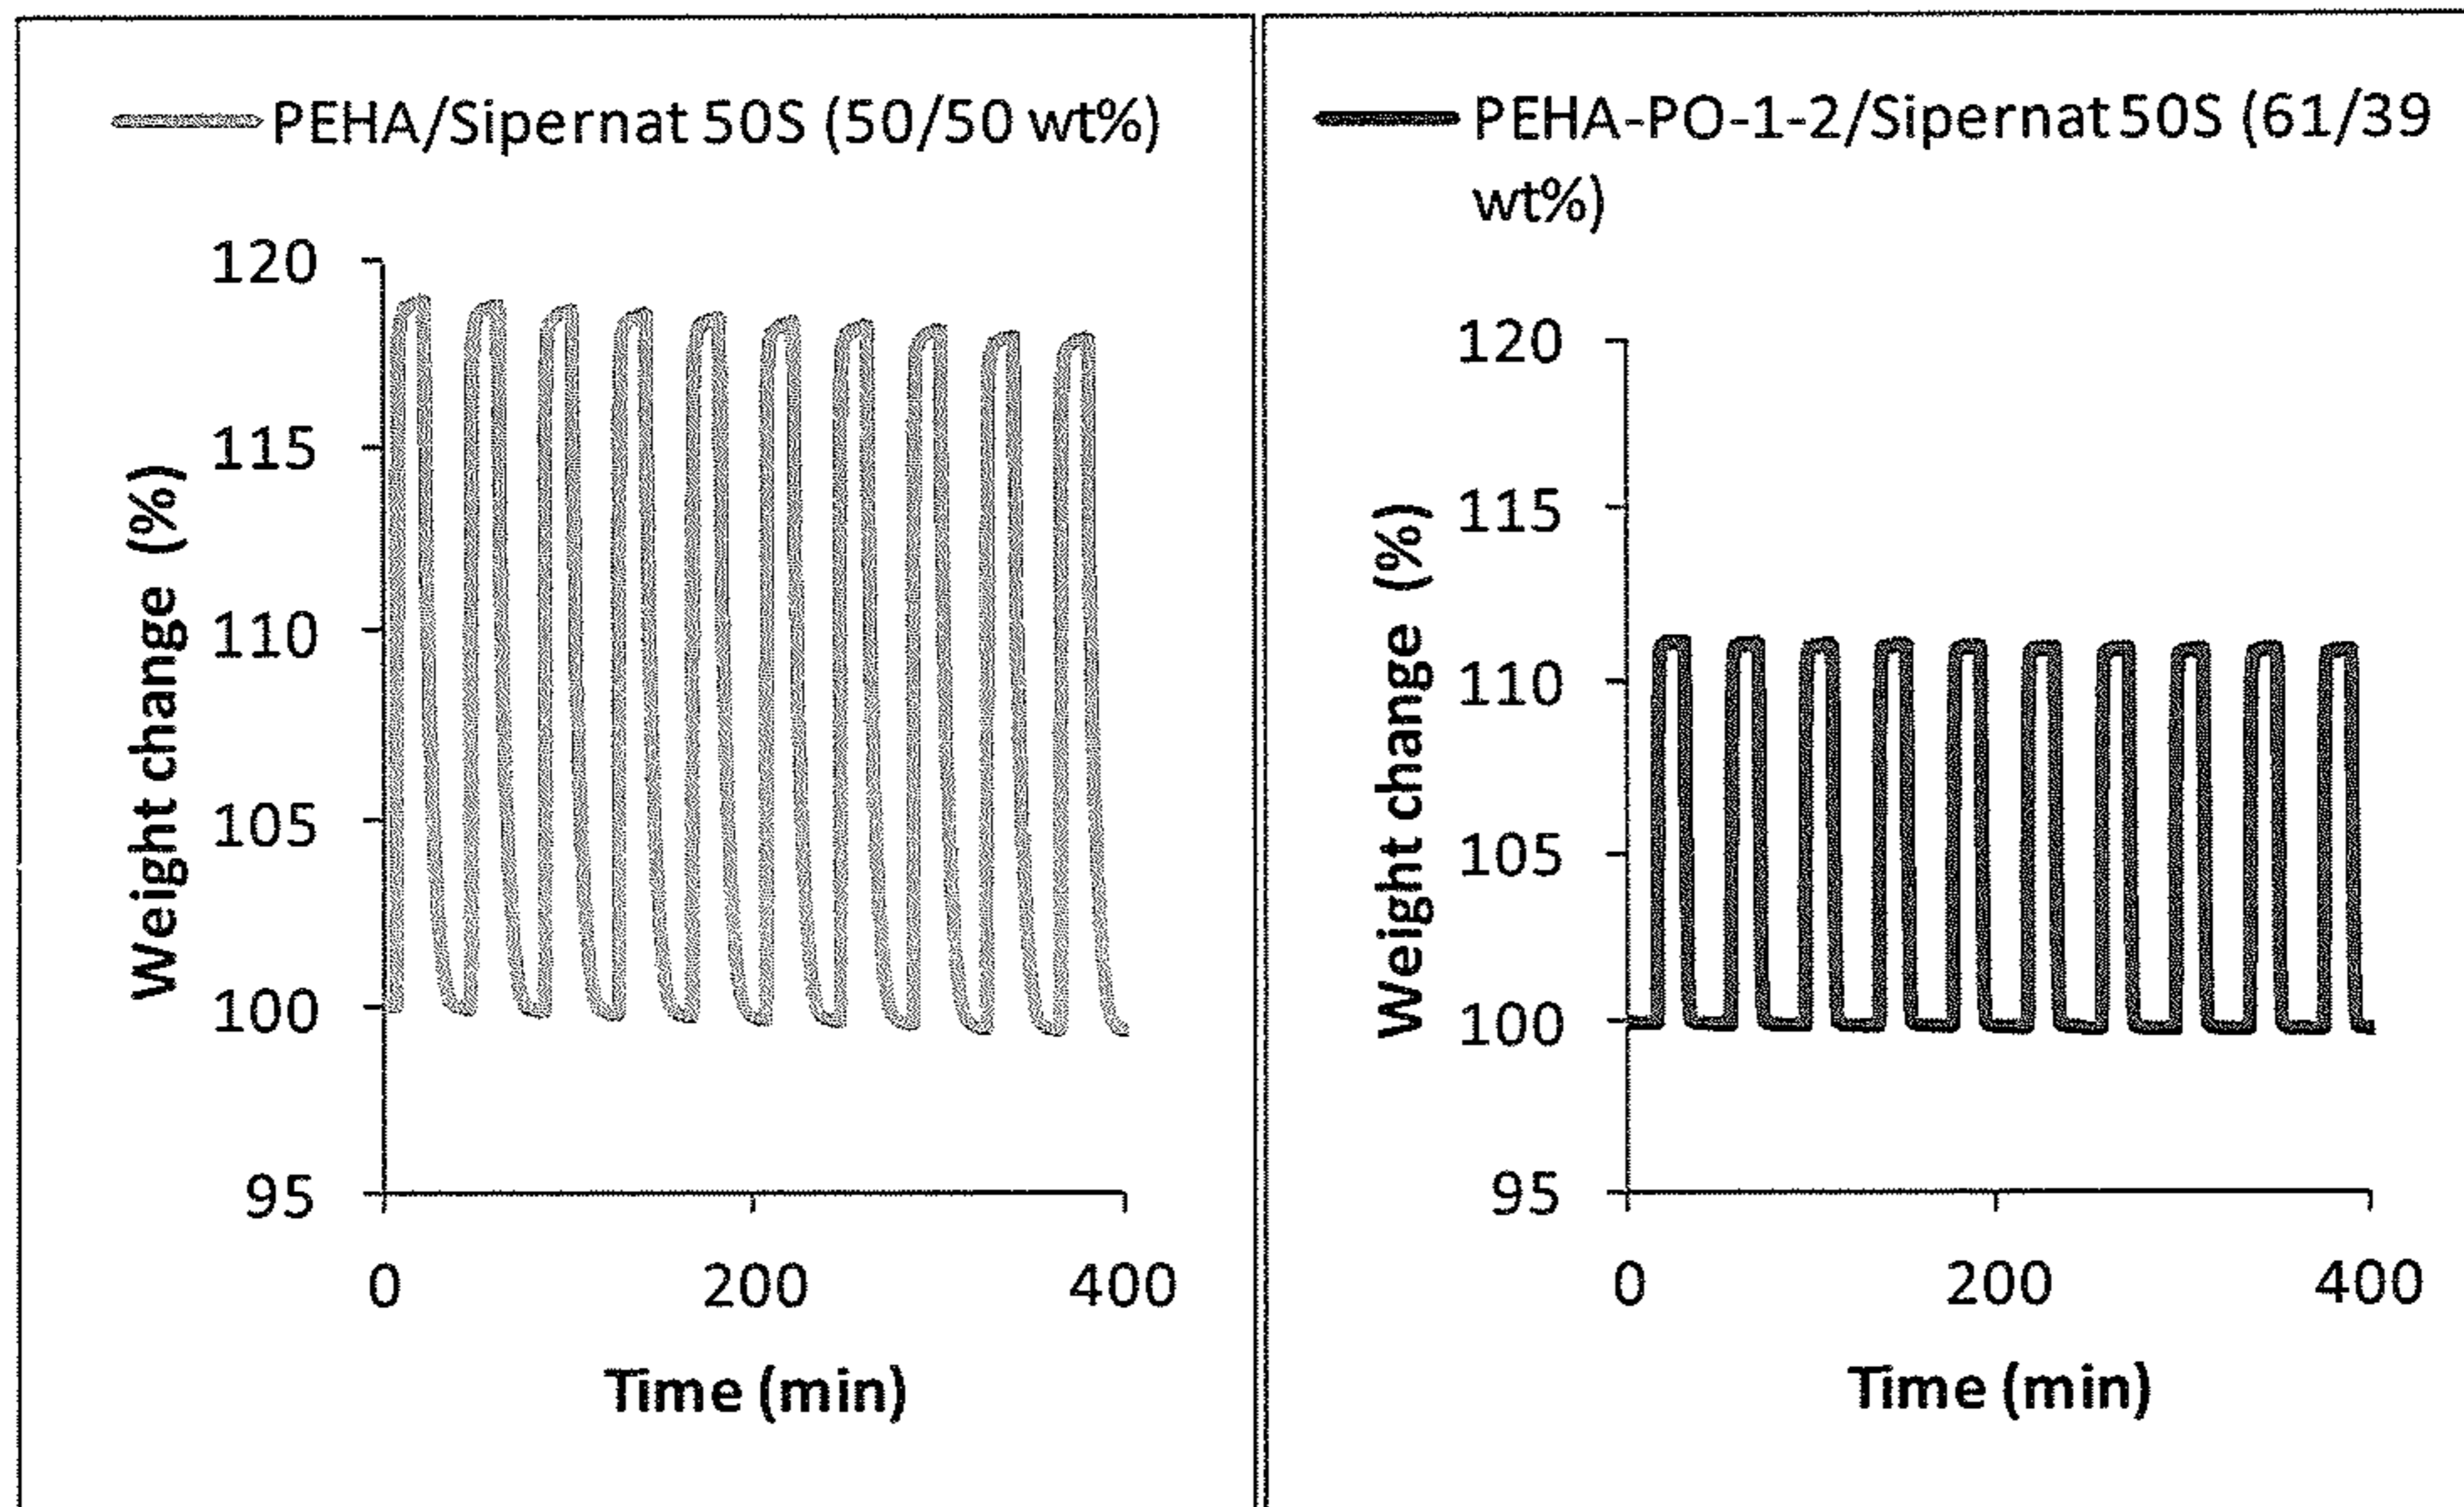 PEHA/Sipernat 50S (50/50 wt%)
120
115
110
105
100
95
0
200
400
Weight change (%)
Time (min)
PEHA-PO-1-2/Sipernat 50S (61/39
wt%)
120
115
110
105
100
95
0
200
400
Weight change (%)
Time (min)